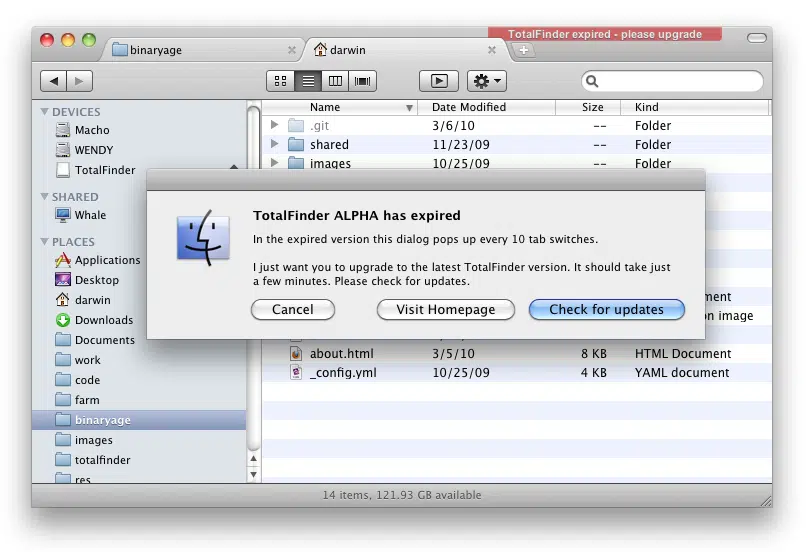 TotalFinder expired - please upgrade
binaryage
darwin
Name Date Modified Size Kind
DEVICES
Macho
WENDY
TotalFinder
SHARED
Whale
PLACES
Applications
Desktop
darwin
Downloads
Documents
work
code
farm
binaryage
images
totalfinder
res
.git 3/6/10 -- Folder
shared 11/23/09 -- Folder
images 10/25/09 -- Folder
TotalFinder ALPHA has expired
In the expired version this dialog pops up every 10 tab switches.
I just want you to upgrade to the latest TotalFinder version. It should take just
a few minutes. Please check for updates.
Cancel Visit Homepage Check for updates
ment
on image
about.html 3/5/10 8 KB HTML Document
_config.yml 10/25/09 4 KB YAML document
14 items, 121.93 GB available